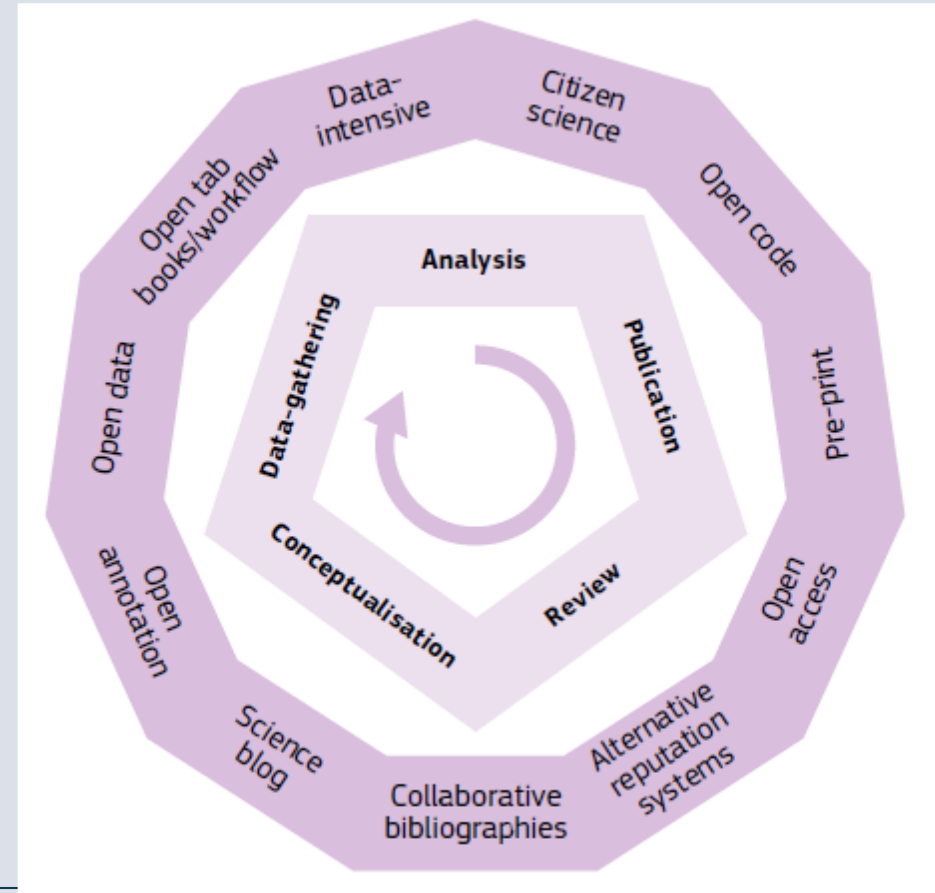 Data-
intensive
Citizen
science
Open code
Pre-print
Open
access
Alternative
reputation
systems
Collaborative
bibliographies
Science
blog
Open
annotation
Open data
Open tab
books/workflow
Analysis
Publication
Review
Conceptualisation
Data-gathering